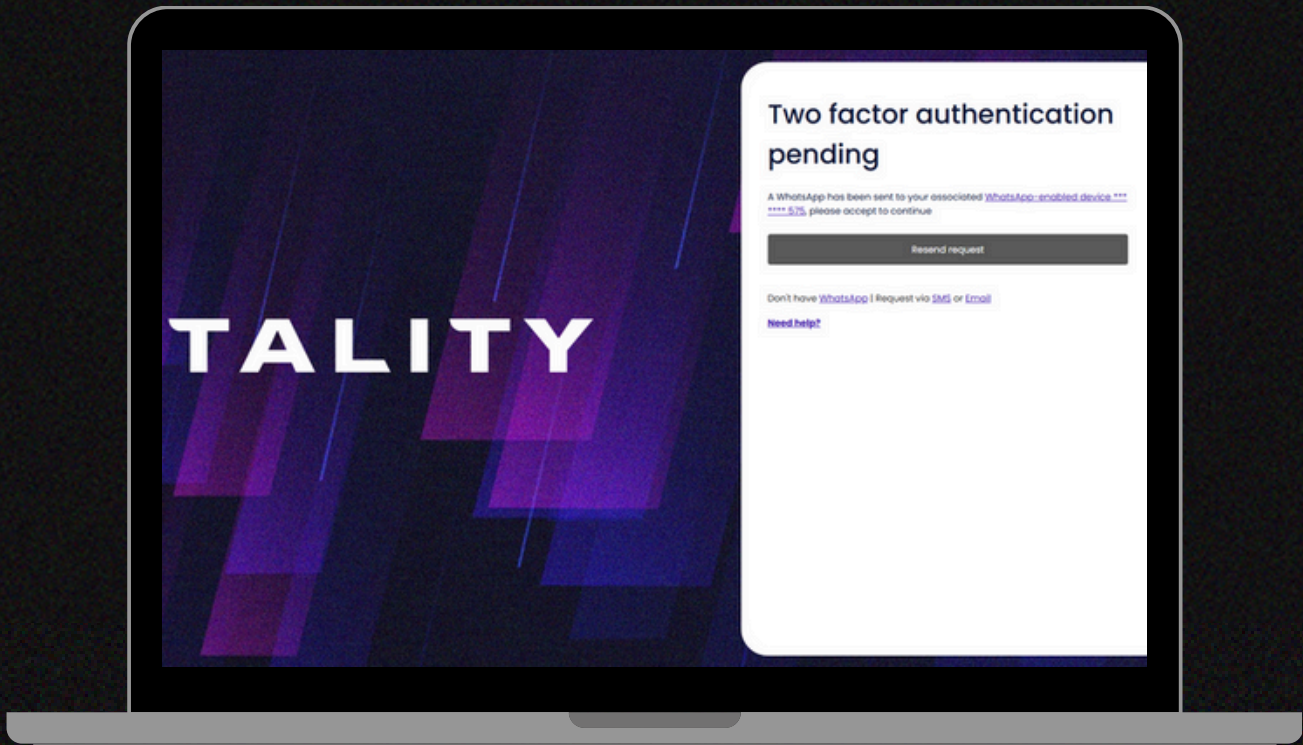 TALITY
Two factor authentication
pending
A WhatsApp has been sent to your associated WhatsApp-enabled device ***
**** 575, please accept to continue
Resend request
Don't have WhatsApp | Request via SMS or Email
Need help?